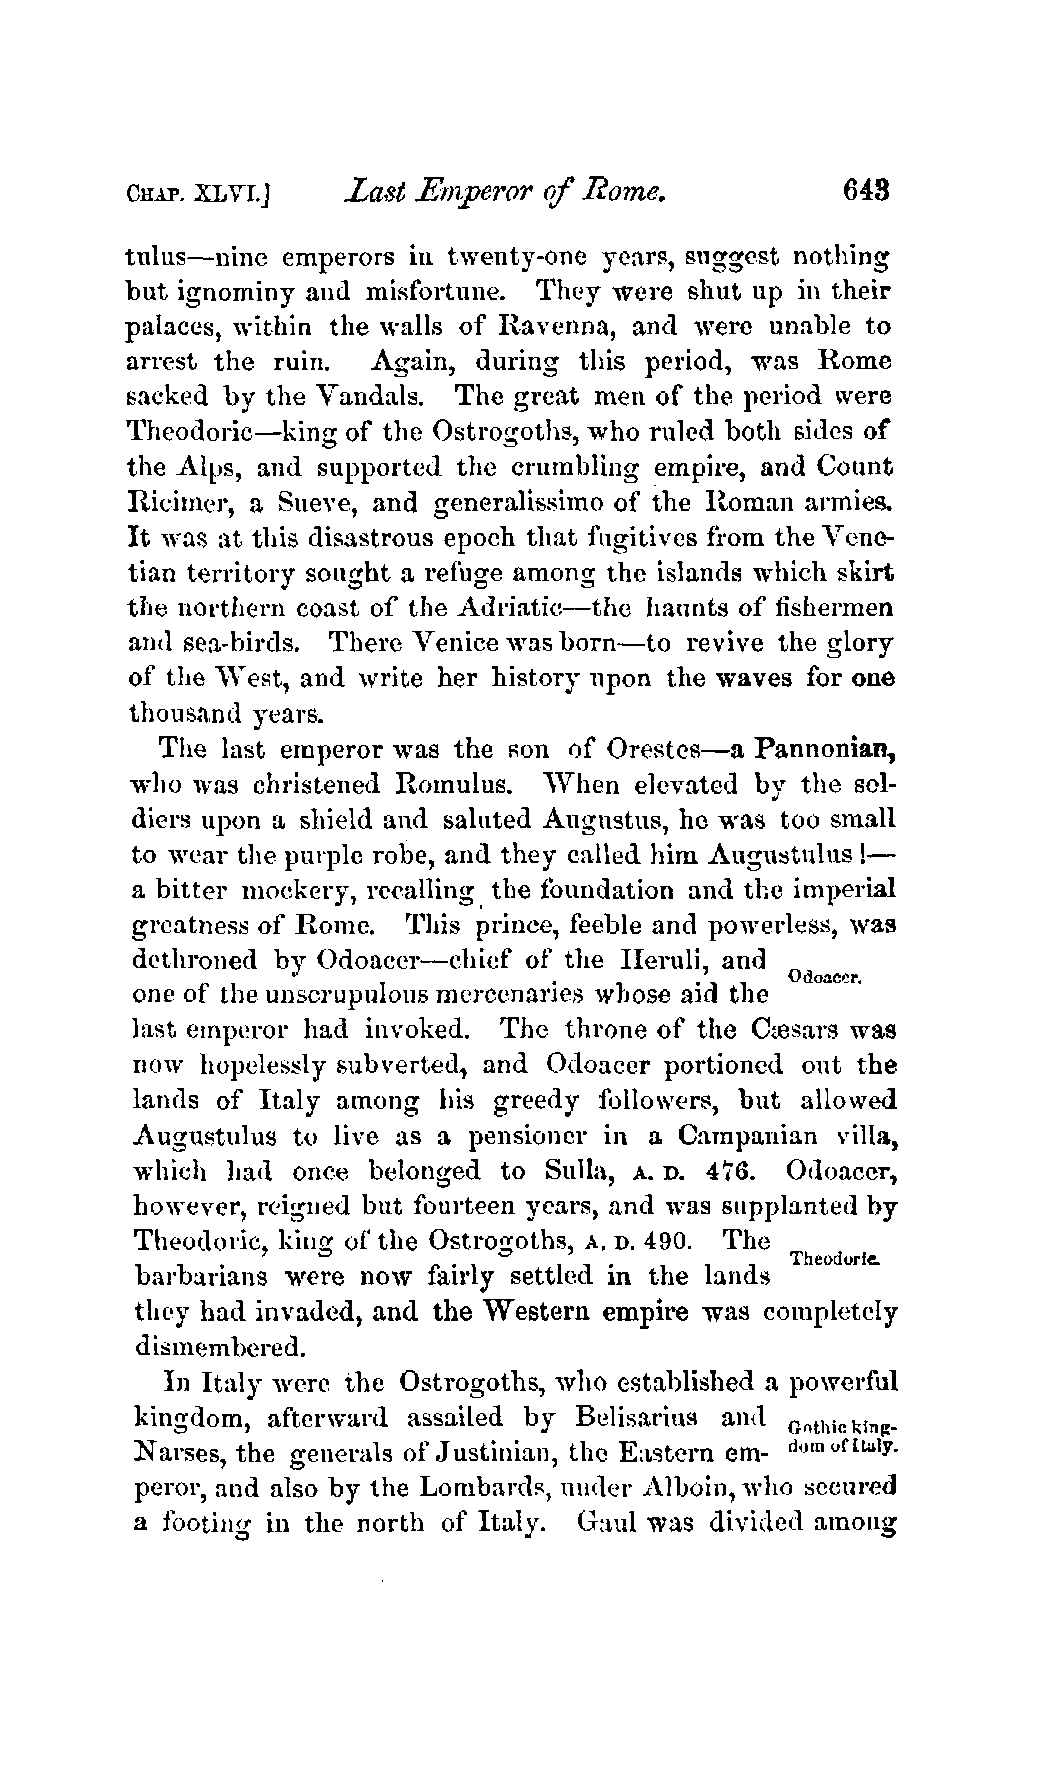 CHAP. XLVI.] Last Emperor of Rome. 643
tulus—nine emperors in twenty-one years, suggest nothing
but ignominy and misfortune. They were shut up in their
palaces, within the walls of Ravenna, and were unable to
arrest the ruin. Again, during this period, was Rome
sacked by the Vandals. The great men of the period were
Theodoric—king of the Ostrogoths, who ruled both sides of
the Alps, and supported the crumbling empire, and Count
Ricimer, a Sueve, and generalissimo of the Roman armies.
It was at this disastrous epoch that fugitives from the Vene-
tian territory sought a refuge among the islands which skirt
the northern coast of the Adriatic—the haunts of fishermen
and sea-birds. There Venice was born—to revive the glory
of the West, and write her history upon the waves for one
thousand years.
The last emperor was the son of Orestes—a Pannonian,
who was christened Romulus. When elevated by the sol-
diers upon a shield and saluted Augustus, he was too small
to wear the purple robe, and they called him Augustulus!—
a bitter mockery, recalling the foundation and the imperial
greatness of Rome. This prince, feeble and powerless, was
dethroned by Odoacer—chief of the Heruli, and
Odoacer.
one of the unscrupulous mercenaries whose aid the
last emperor had invoked. The throne of the Cæsars was
now hopelessly subverted, and Odoacer portioned out the
lands of Italy among his greedy followers, but allowed
Augustulus to live as a pensioner in a Campanian villa,
which had once belonged to Sulla, A. D. 476. Odoacer,
however, reigned but fourteen years, and was supplanted by
Theodoric, king of the Ostrogoths, A. D. 490. The
Theodoric.
barbarians were now fairly settled in the lands
they had invaded, and the Western empire was completely
dismembered.
In Italy were the Ostrogoths, who established a powerful
kingdom, afterward assailed by Belisarius and
Gothic king-
dom of Italy.
Narses, the generals of Justinian, the Eastern em-
peror, and also by the Lombards, under Alboin, who secured
a footing in the north of Italy. Gaul was divided among